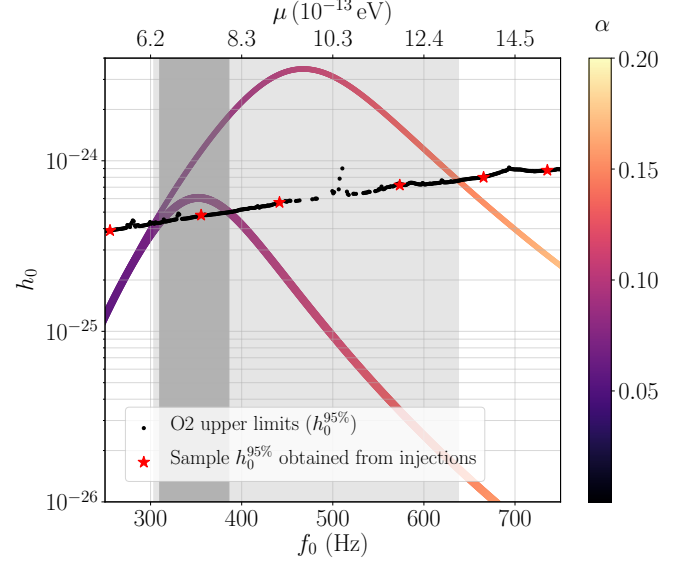 μ (10⁻¹³ eV)
6.2 8.3 10.3 12.4 14.5
α
0.20
0.15
0.10
0.05
10⁻²⁴
10⁻²⁵
10⁻²⁶
h₀
O2 upper limits (h₀^95%)
Sample h₀^95% obtained from injections
300 400 500 600 700
f₀ (Hz)